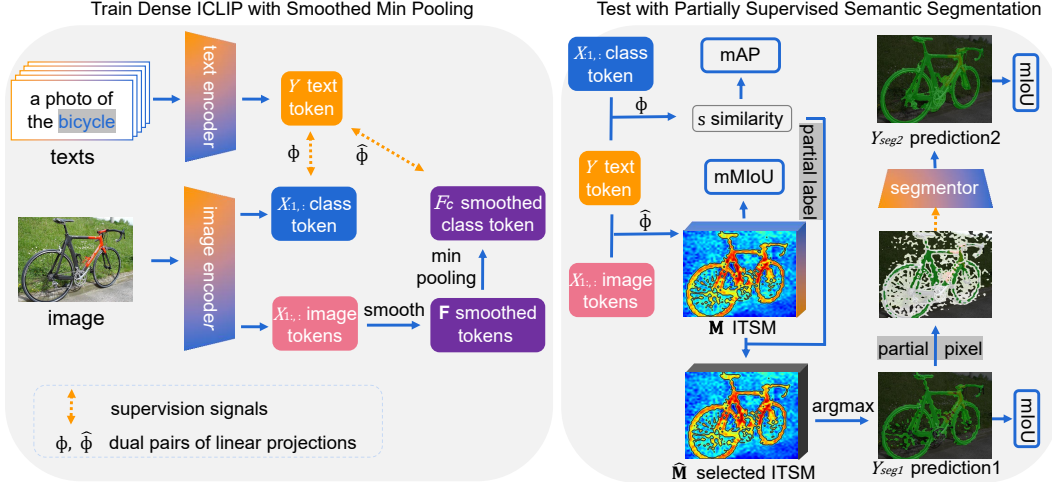 Train Dense ICLIP with Smoothed Min Pooling
a photo of
the bicycle
texts
text encoder
Y text
token
ϕ
ϕ̂
image
image encoder
X1,: class
token
Fc smoothed
class token
min
pooling
X1:,: image
tokens
smooth
F smoothed
tokens
supervision signals
ϕ, ϕ̂ dual pairs of linear projections
Test with Partially Supervised Semantic Segmentation
X1,: class
token
ϕ
mAP
s similarity
partial label
Y text
token
ϕ̂
mMIoU
X1:,: image
tokens
M ITSM
M̂ selected ITSM
argmax
mIoU
Yseg2 prediction2
segmentor
partial pixel
mIoU
Yseg1 prediction1